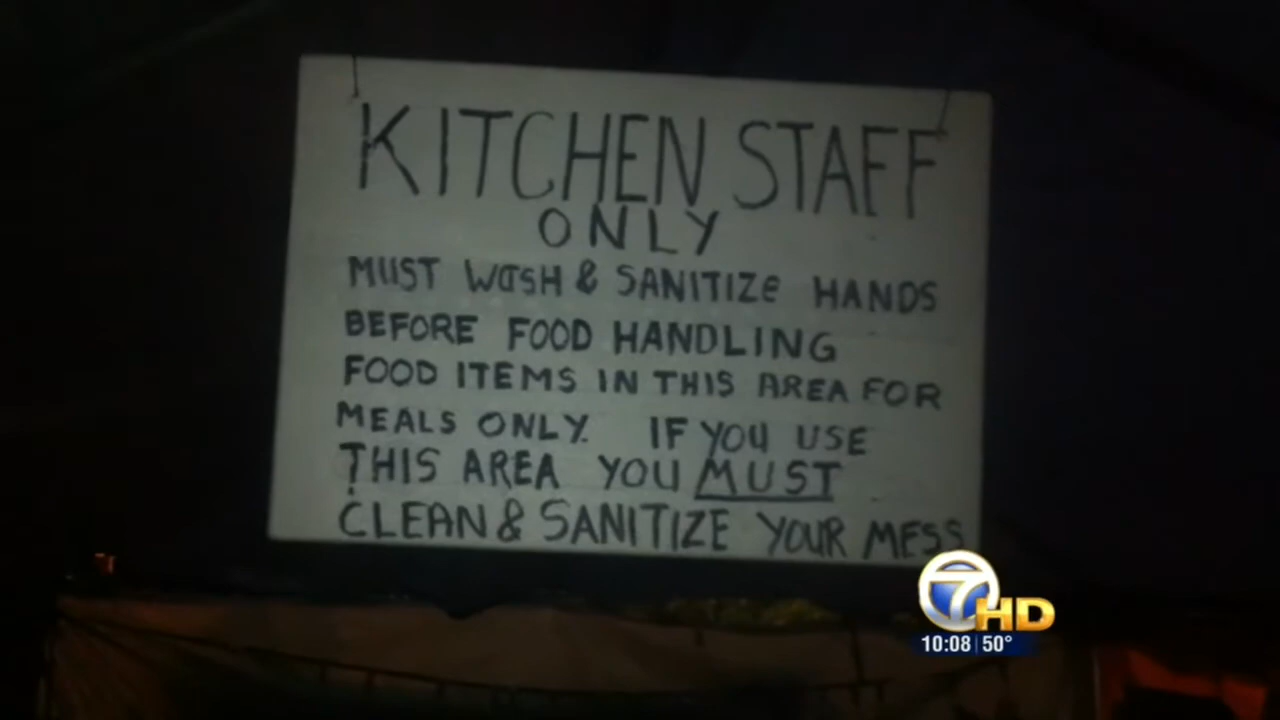 KITCHEN STAFF
ONLY
MUST WaSH & SANITIZe HANDS
BEFORE FOOD HANDLING
FOOD ITEMS IN THIS AREA FOR
MEALS ONLY. IF YOU USE
THIS AREA YOU MUST
CLEAN & SANITIZE YOUR MESS
7HD
10:08 50°